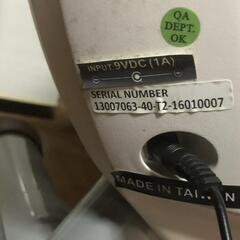 QA
DEPT.
OK
INPUT:9VDC(1A)
SERIAL NUMBER
13007063-40-T2-16010007
MADE IN TAI